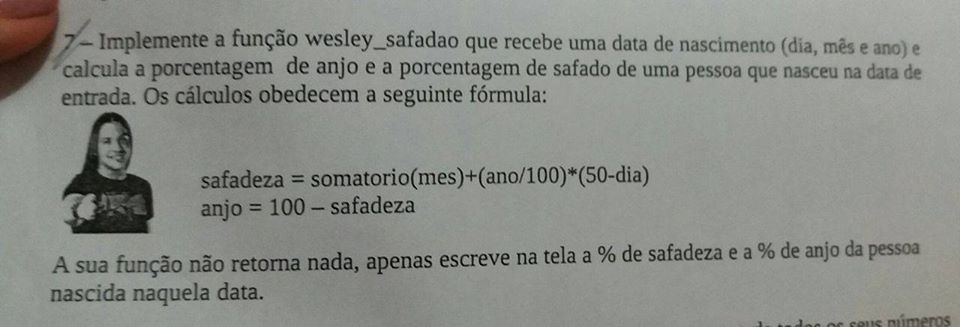 7 – Implemente a função wesley_safadao que recebe uma data de nascimento (dia, mês e ano) e
calcula a porcentagem de anjo e a porcentagem de safado de uma pessoa que nasceu na data de
entrada. Os cálculos obedecem a seguinte fórmula:
safadeza = somatorio(mes)+(ano/100)*(50-dia)
anjo = 100 – safadeza
A sua função não retorna nada, apenas escreve na tela a % de safadeza e a % de anjo da pessoa
nascida naquela data.
de todos os seus números